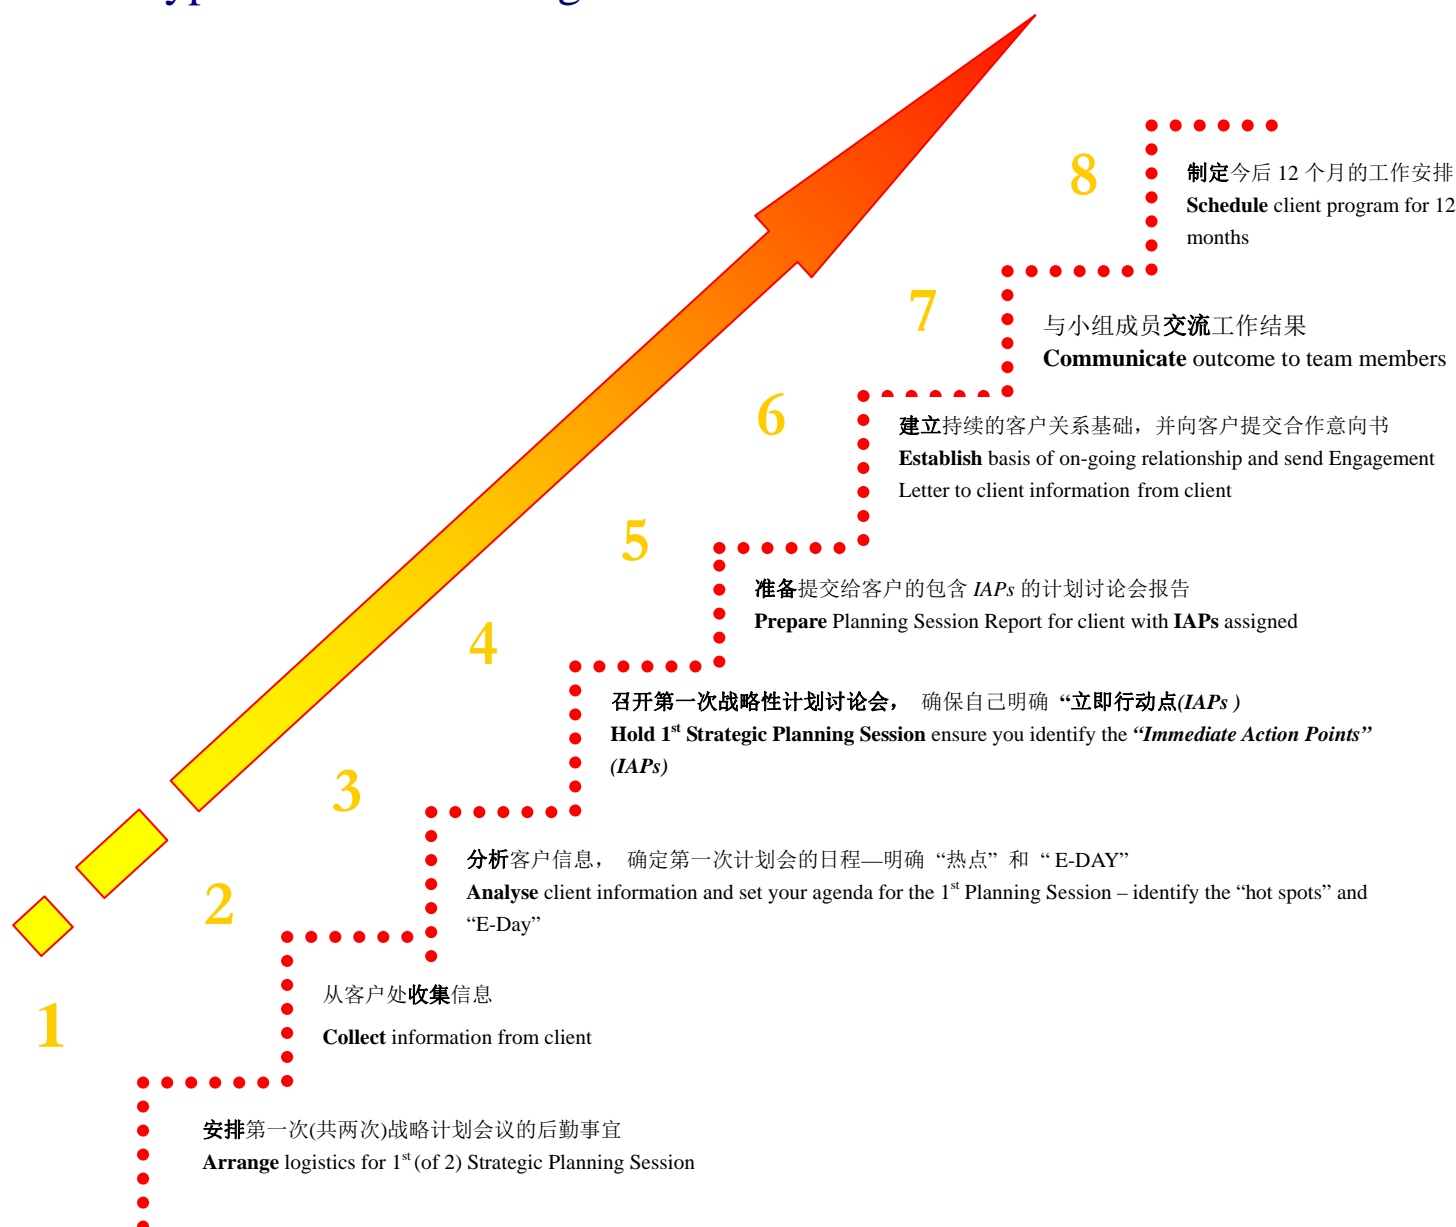 8
制定今后 12 个月的工作安排
Schedule client program for 12
months
7
与小组成员交流工作结果
Communicate outcome to team members
6
建立持续的客户关系基础，并向客户提交合作意向书
Establish basis of on-going relationship and send Engagement
Letter to client information from client
5
准备提交给客户的包含 IAPs 的计划讨论会报告
Prepare Planning Session Report for client with IAPs assigned
4
召开第一次战略性计划讨论会， 确保自己明确 “立即行动点(IAPs )
Hold 1st Strategic Planning Session ensure you identify the “Immediate Action Points”
(IAPs)
3
分析客户信息， 确定第一次计划会的日程—明确 “热点” 和 “ E-DAY”
Analyse client information and set your agenda for the 1st Planning Session – identify the “hot spots” and
“E-Day”
2
从客户处收集信息
Collect information from client
1
安排第一次(共两次)战略计划会议的后勤事宜
Arrange logistics for 1st (of 2) Strategic Planning Session